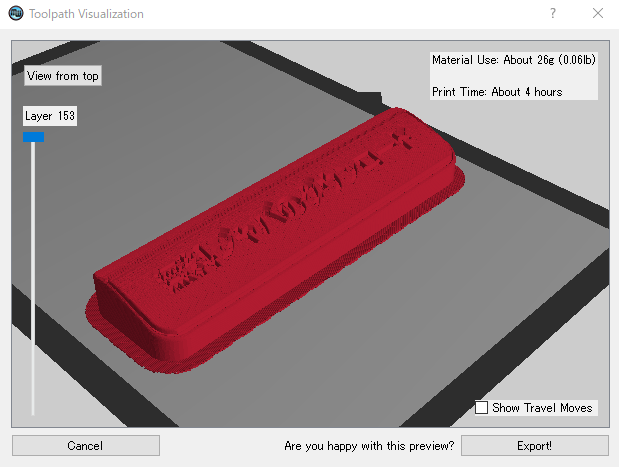 Toolpath Visualization
View from top
Layer 153
Material Use: About 26g (0.06lb)
Print Time: About 4 hours
Show Travel Moves
Cancel
Are you happy with this preview?
Export!